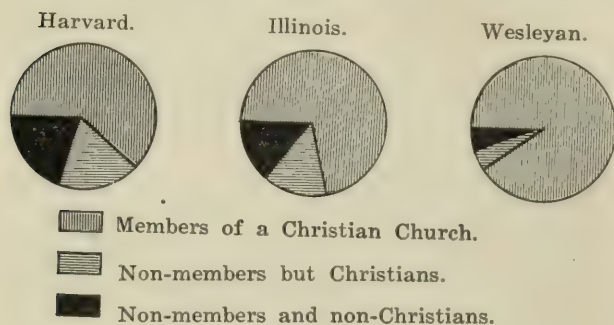 Harvard. Illinois. Wesleyan.
Members of a Christian Church.
Non-members but Christians.
Non-members and non-Christians.